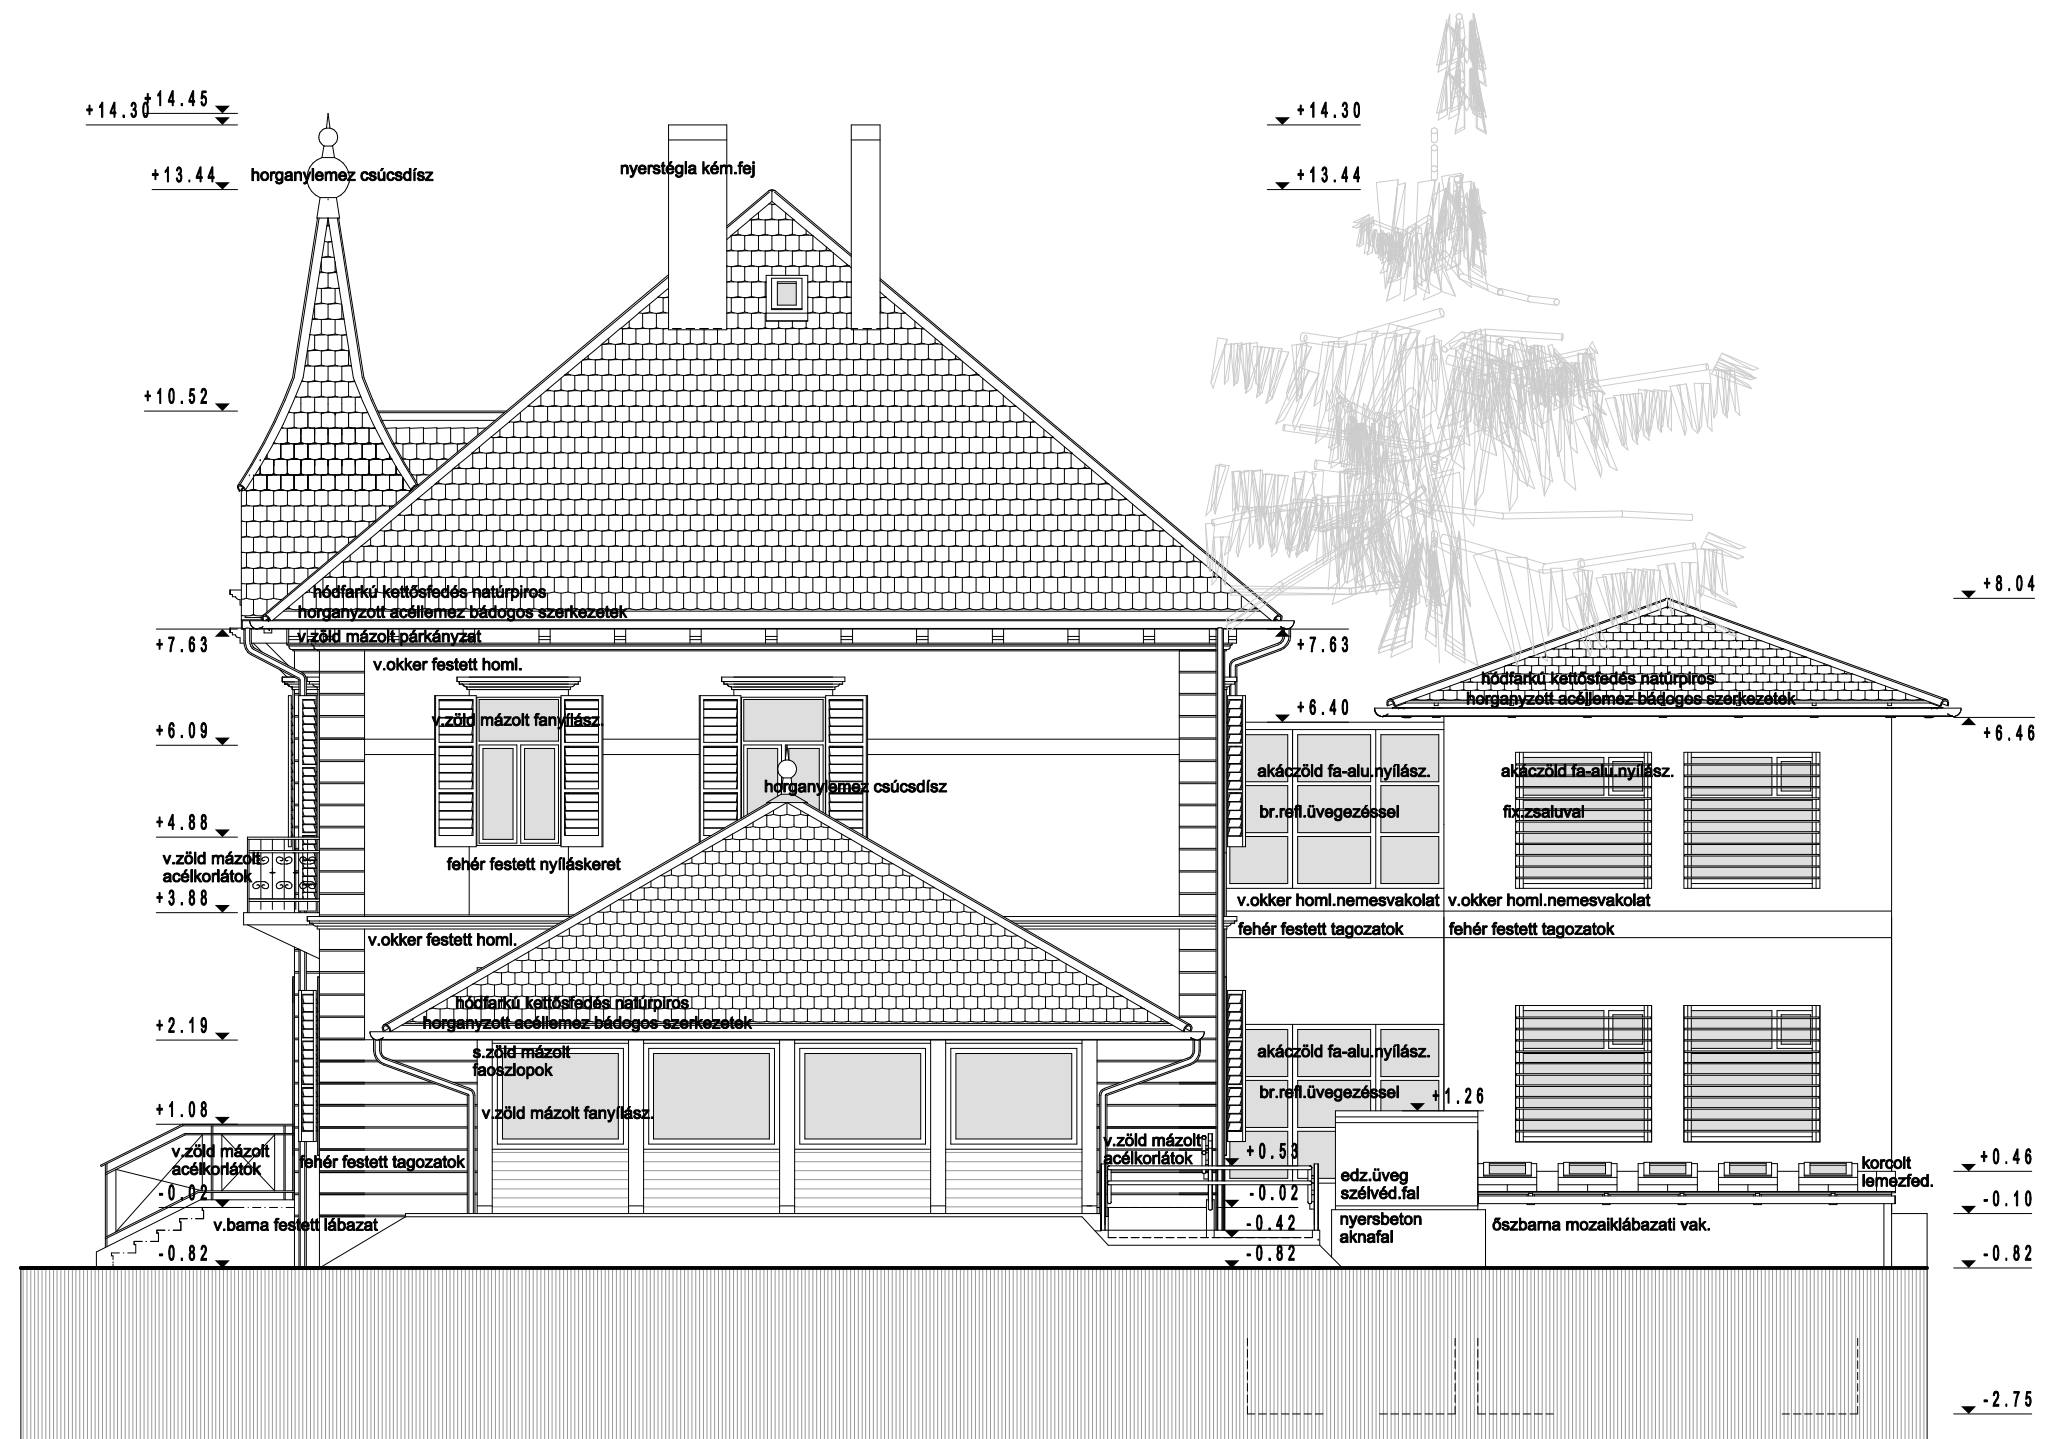 +14.45
+14.30
+14.30
horganylemez csúcsdísz
nyerstégla kém.fej
+13.44
+13.44
+10.52
+8.04
hódfarkú kettősfedés natúrpiros
horganyzott acéllemez bádogos szerkezetek
v.zöld mázolt párkányzat
+7.63
+7.63
v.okker festett homl.
hódfarkú kettősfedés natúrpiros
horganyzott acéllemez bádogos szerkezetek
+6.40
+6.46
v.zöld mázolt fanyílász.
+6.09
akáczöld fa-alu.nyílász.
akáczöld fa-alu.nyílász.
horganylemez csúcsdísz
br.refl.üvegezéssel
fix.zsaluval
+4.88
v.zöld mázolt
acélkorlátok
fehér festett nyíláskeret
+3.88
v.okker homl.nemesvakolat
v.okker homl.nemesvakolat
fehér festett tagozatok
fehér festett tagozatok
v.okker festett homl.
hódfarkú kettősfedés natúrpiros
horganyzott acéllemez bádogos szerkezetek
+2.19
s.zöld mázolt
faoszlopok
akáczöld fa-alu.nyílász.
br.refl.üvegezéssel
+1.26
+1.08
v.zöld mázolt fanyílász.
v.zöld mázolt
acélkorlátok
fehér festett tagozatok
v.zöld mázolt
acélkorlátok
+0.53
edz.üveg
szélvéd.fal
korcolt
lemezfed.
+0.46
-0.02
-0.02
-0.10
v.barna festett lábazat
-0.42
nyersbeton
aknafal
őszbarna mozaiklábazati vak.
-0.82
-0.82
-0.82
-2.75